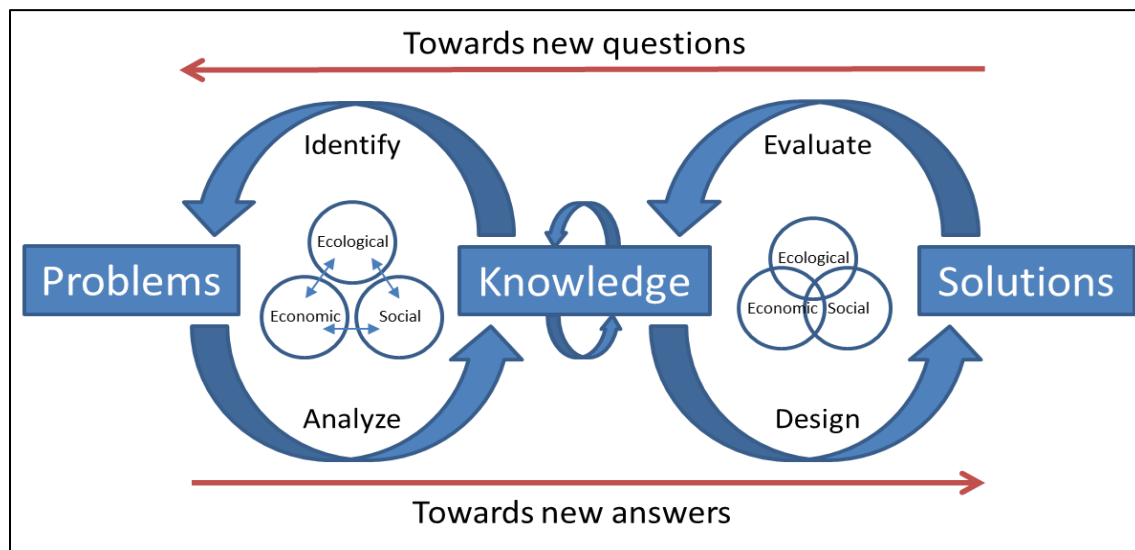 Towards new questions
Identify
Evaluate
Ecological
Ecological
Problems
Knowledge
Solutions
Economic
Social
Economic
Social
Analyze
Design
Towards new answers